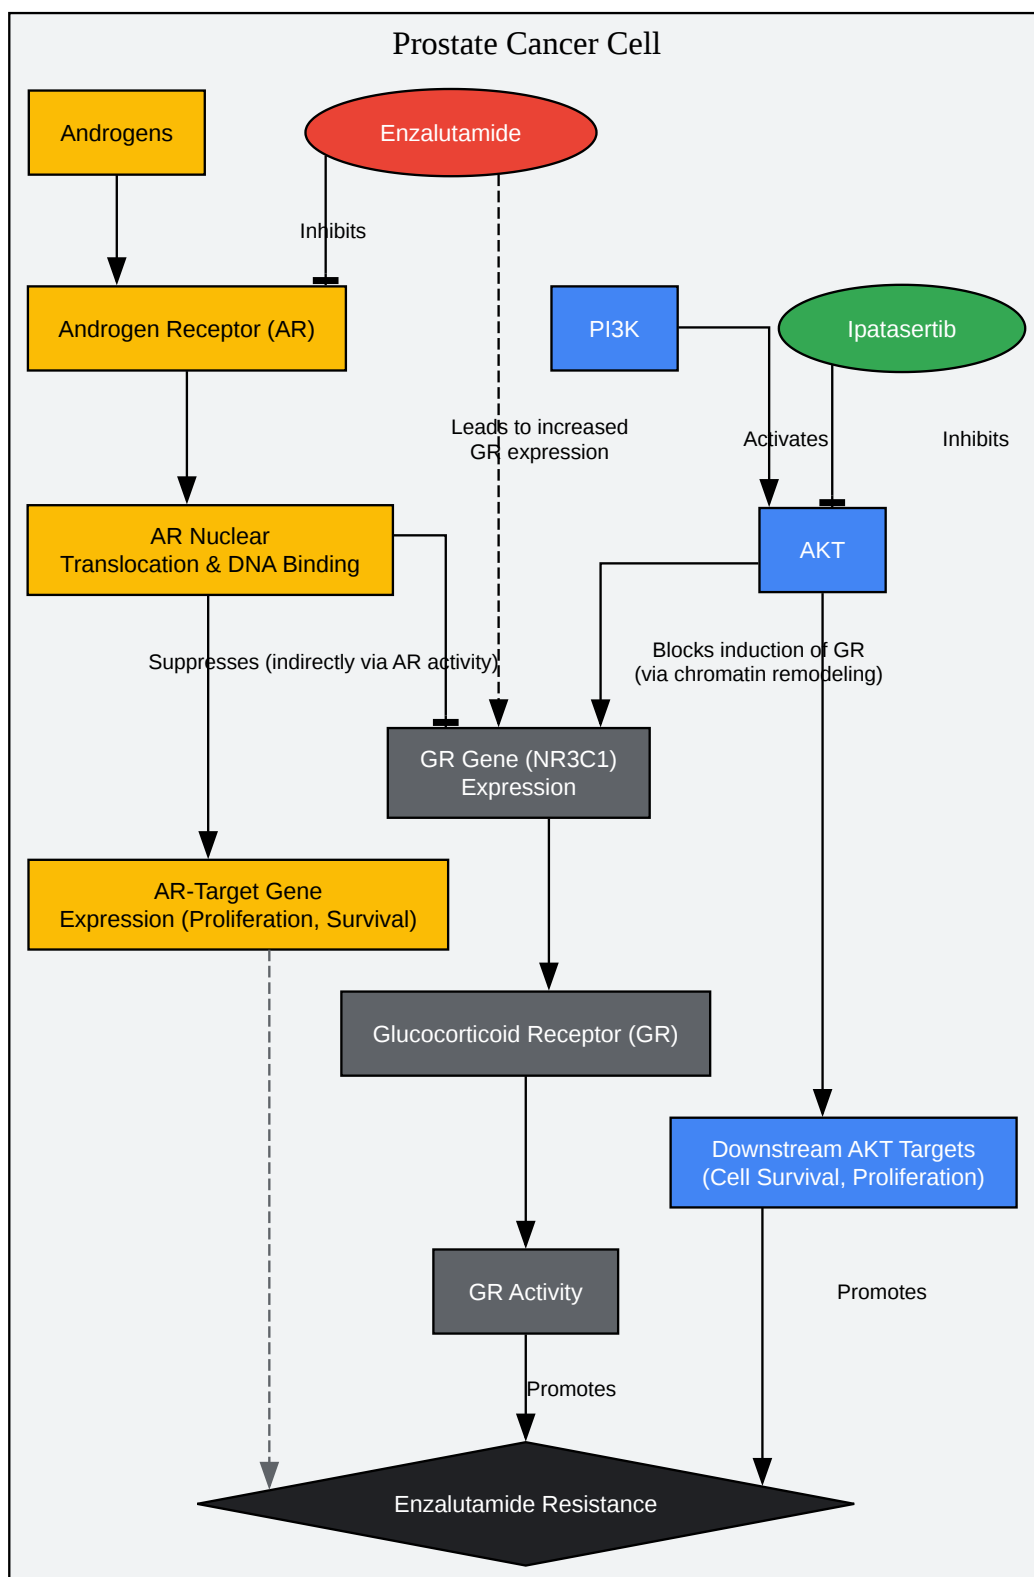 Prostate Cancer Cell
Androgens
Enzalutamide
Inhibits
Androgen Receptor (AR)
PI3K
Ipatasertib
Leads to increased
GR expression
Activates
Inhibits
AR Nuclear
Translocation & DNA Binding
AKT
Suppresses (indirectly via AR activity)
Blocks induction of GR
(via chromatin remodeling)
GR Gene (NR3C1)
Expression
AR-Target Gene
Expression (Proliferation, Survival)
Glucocorticoid Receptor (GR)
Downstream AKT Targets
(Cell Survival, Proliferation)
GR Activity
Promotes
Promotes
Enzalutamide Resistance